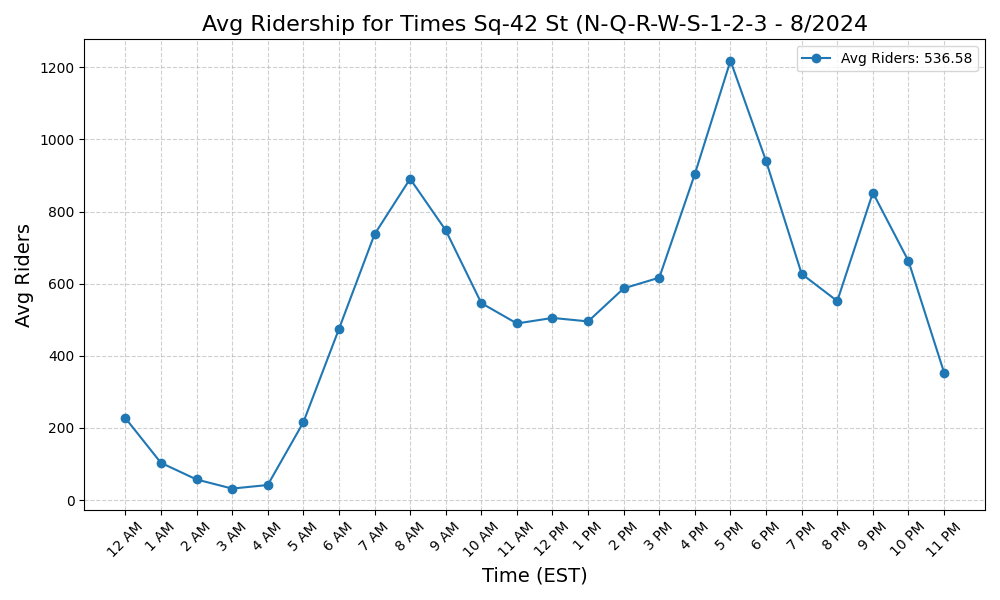 Avg Ridership for Times Sq-42 St (N-Q-R-W-S-1-2-3 - 8/2024
Avg Riders: 536.58
Avg Riders
1200
1000
800
600
400
200
0
12 AM
1 AM
2 AM
3 AM
4 AM
5 AM
6 AM
7 AM
8 AM
9 AM
10 AM
11 AM
12 PM
1 PM
2 PM
3 PM
4 PM
5 PM
6 PM
7 PM
8 PM
9 PM
10 PM
11 PM
Time (EST)